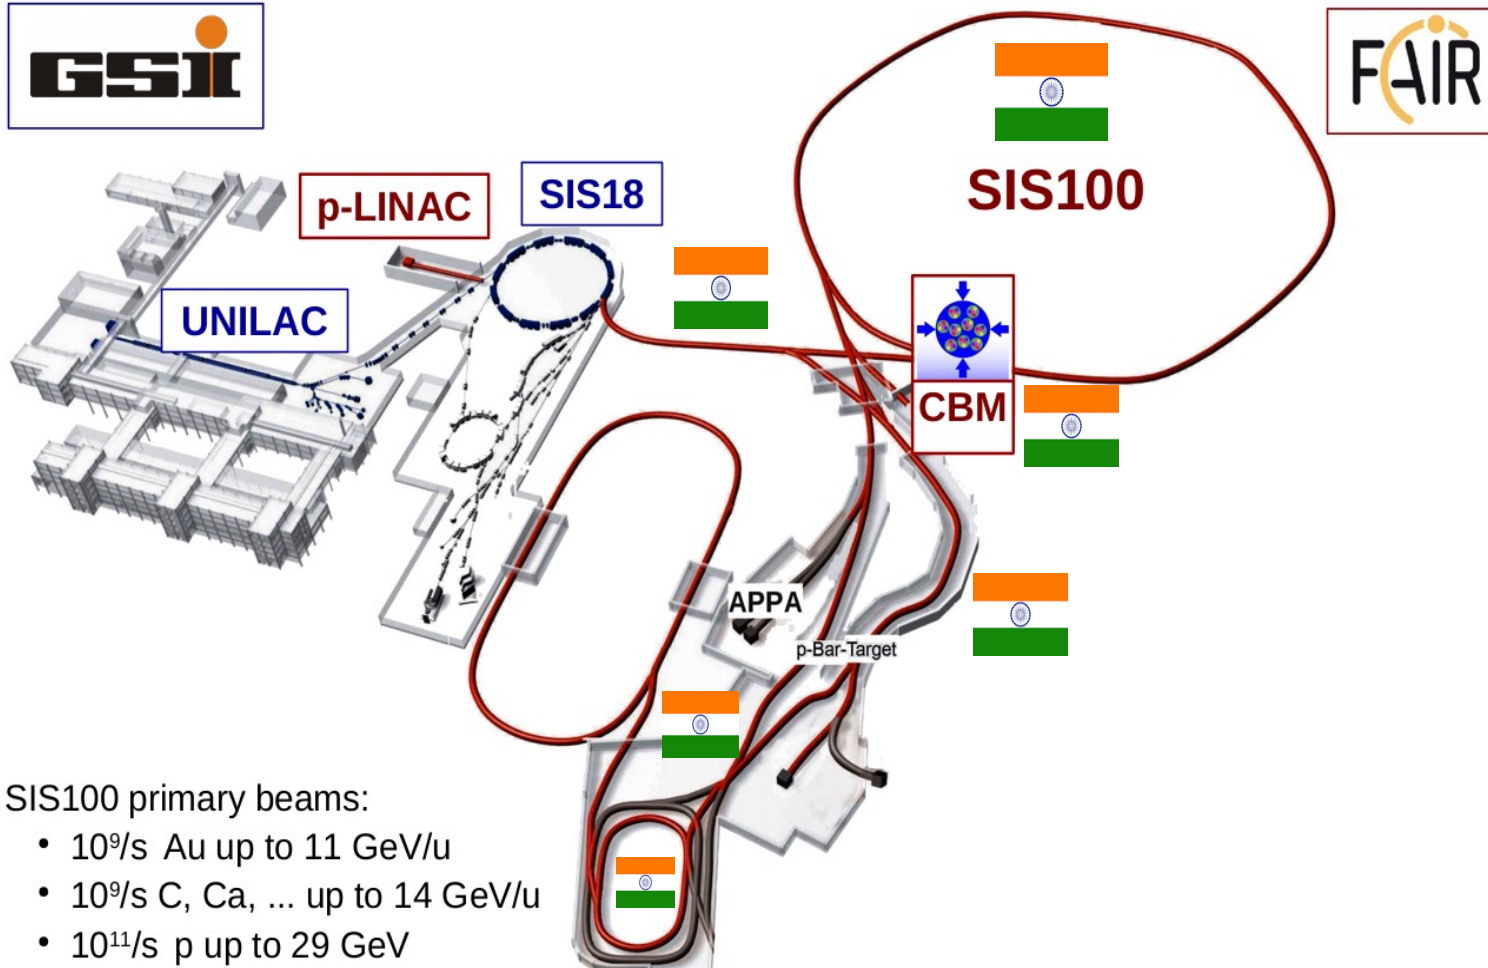 GSI
FAIR
SIS100
p-LINAC
SIS18
UNILAC
CBM
APPA
p-Bar-Target
SIS100 primary beams:
• 10⁹/s Au up to 11 GeV/u
• 10⁹/s C, Ca, ... up to 14 GeV/u
• 10¹¹/s p up to 29 GeV